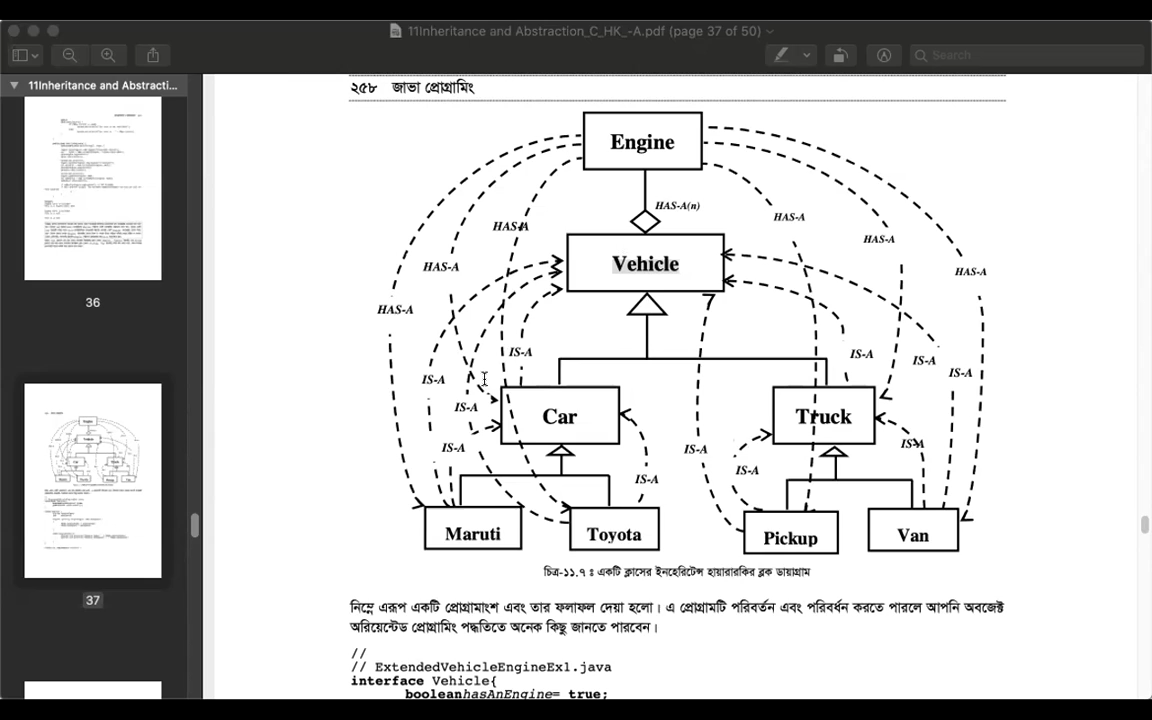 11Inheritance and Abstraction_C_HK_-A.pdf (page 37 of 50)
Search
11Inheritance and Abstracti...
36
37
২৫৮ জাভা প্রোগ্রামিং
Engine
HAS-A(n)
HAS-A
HAS-A
HAS-A
HAS-A
HAS-A
HAS-A
Vehicle
IS-A
IS-A
IS-A
IS-A
IS-A
IS-A
Car
Truck
IS-A
IS-A
IS-A
IS-A
IS-A
Maruti
Toyota
Pickup
Van
চিত্র-১১.৭ ঃ একটি ক্লাসের ইনহেরিটেন্স হায়ারারকির ব্লক ডায়াগ্রাম
নিম্নে এরূপ একটি প্রোগ্রামাংশ এবং তার ফলাফল দেয়া হলো। এ প্রোগ্রামটি পরিবর্তন এবং পরিবর্ধন করতে পারলে আপনি অবজেক্ট
অরিয়েন্টেড প্রোগ্রামিং পদ্ধতিতে অনেক কিছু জানতে পারবেন।
//
// ExtendedVehicleEngineEx1.java
interface Vehicle{
booleanhasAnEngine= true;